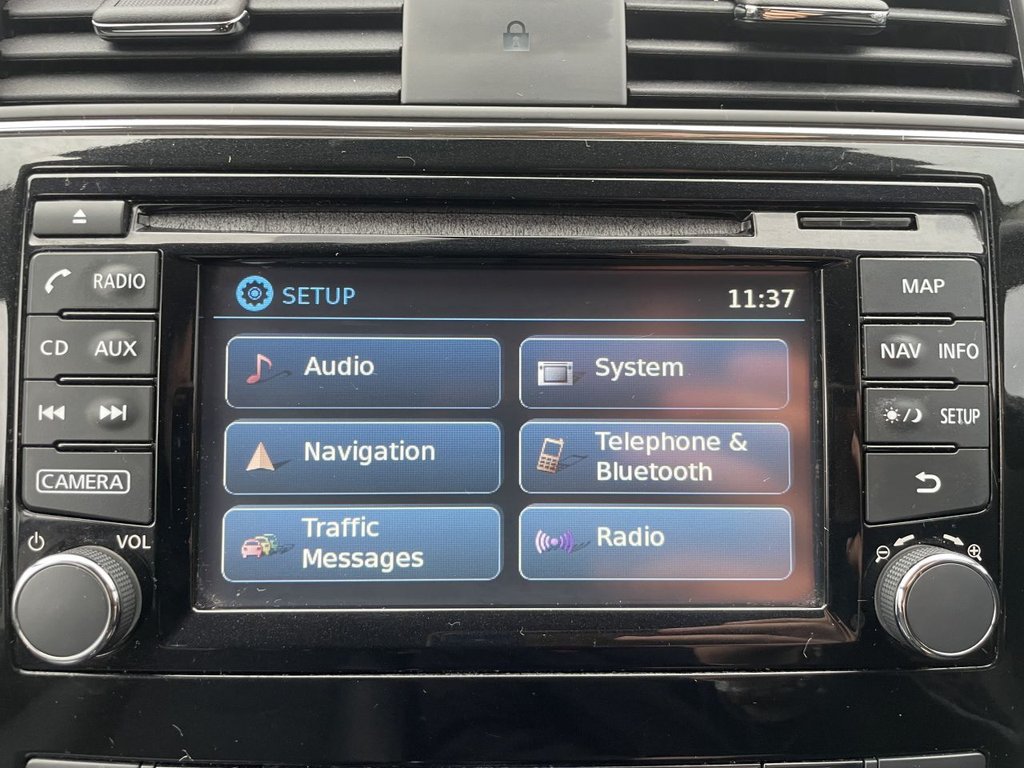 RADIO
CD AUX
CAMERA
VOL
SETUP 11:37
Audio
System
Navigation
Telephone &
Bluetooth
Traffic
Messages
Radio
MAP
NAV INFO
SETUP